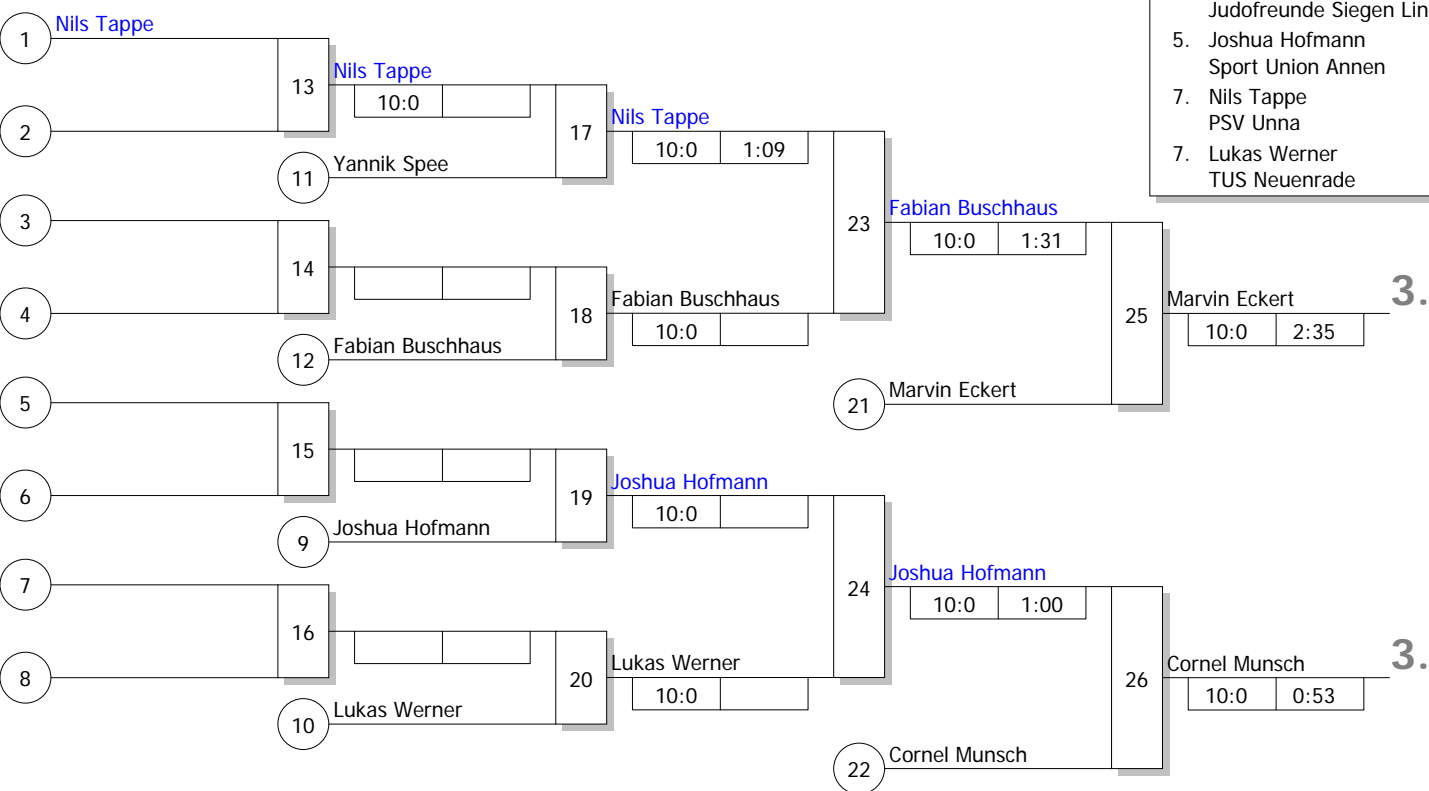 Judofreunde Siegen Lin
5. Joshua Hofmann
Sport Union Annen
7. Nils Tappe
PSV Unna
7. Lukas Werner
TUS Neuenrade
1 Nils Tappe
13 Nils Tappe
10:0
2
17 Nils Tappe
10:0 1:09
11 Yannik Spee
3
23 Fabian Buschhaus
10:0 1:31
14
4
18 Fabian Buschhaus
10:0
12 Fabian Buschhaus
25 Marvin Eckert 3.
10:0 2:35
5
21 Marvin Eckert
15
6
19 Joshua Hofmann
10:0
9 Joshua Hofmann
7
24 Joshua Hofmann
10:0 1:00
16
8
20 Lukas Werner
10:0
10 Lukas Werner
26 Cornel Munsch 3.
10:0 0:53
22 Cornel Munsch